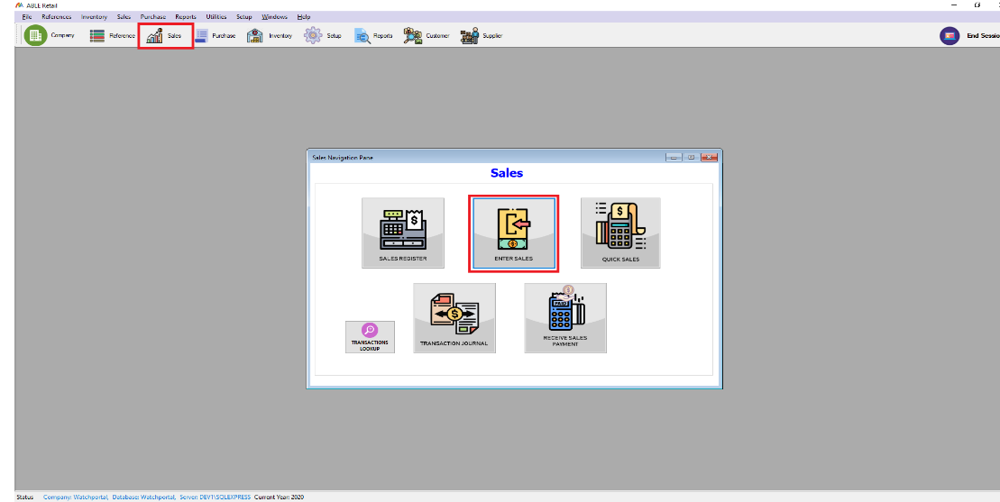 ABLE Retail
File References Inventory Sales Purchase Reports Utilities Setup Windows Help
Company Reference Sales Purchase Inventory Setup Reports Customer Supplier End Sessio
Sales Navigation Pane
Sales
$ $
SALES REGISTER ENTER SALES QUICK SALES
$ PAID
TRANSACTIONS
LOOKUP
TRANSACTION JOURNAL
RECEIVE SALES
PAYMENT
Status Company: Watchportal, Database: Watchportal, Server: DEV1\SQLEXPRESS Current Year: 2020